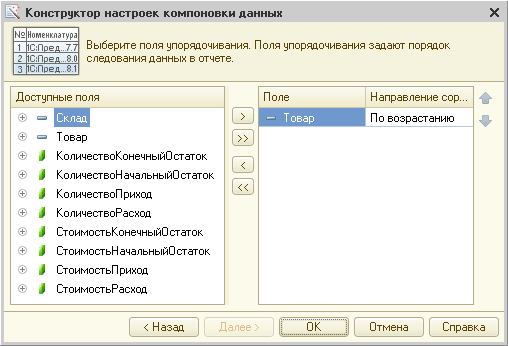 Конструктор настроек компоновки данных
№ Номенклатура
1 1С:Пред...7.7
2 1С:Пред...8.0
3 1С:Пред...8.1
Выберите поля упорядочивания. Поля упорядочивания задают порядок
следования данных в отчете.
Доступные поля
Склад
Товар
КоличествоКонечныйОстаток
КоличествоНачальныйОстаток
КоличествоПриход
КоличествоРасход
СтоимостьКонечныйОстаток
СтоимостьНачальныйОстаток
СтоимостьПриход
СтоимостьРасход
>
>>
<
<<
Поле Направление сор...
Товар По возрастанию
< Назад Далее > ОК Отмена Справка